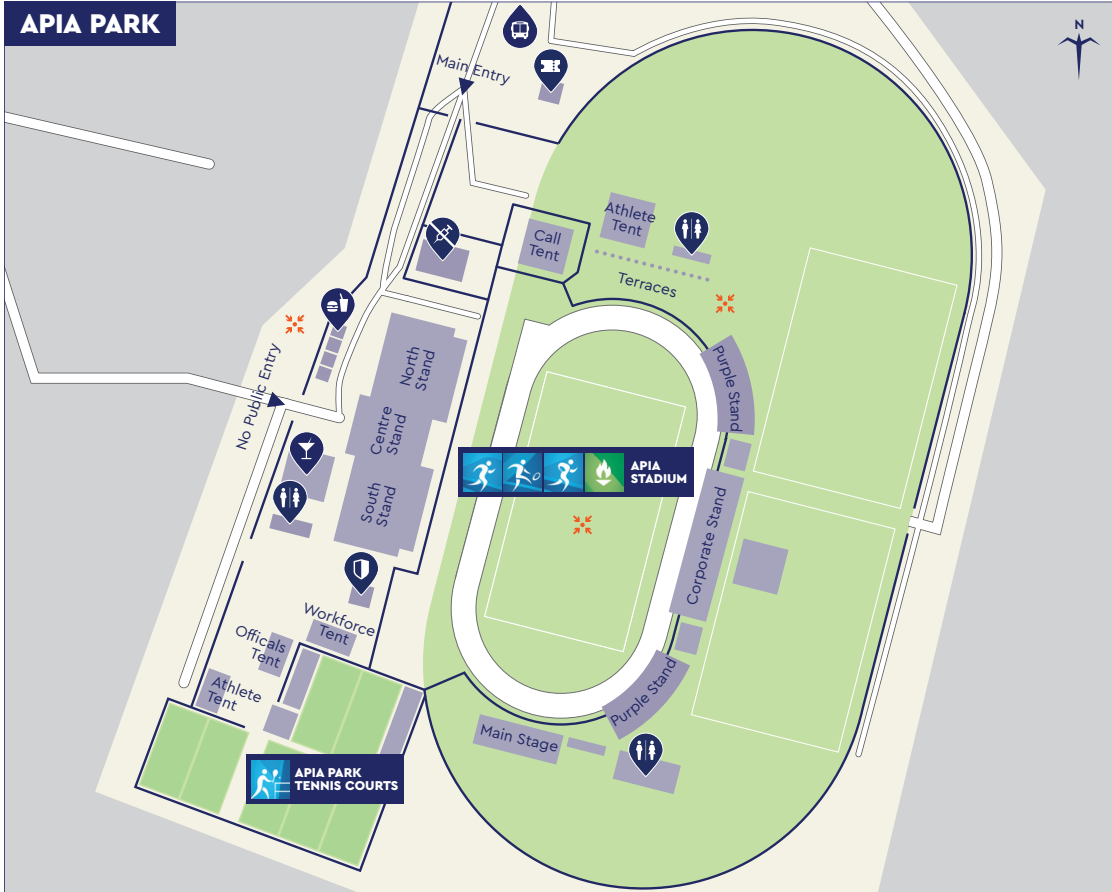 APIA PARK
N
Main Entry
Athlete
Tent
Call
Tent
Terraces
North
Stand
Purple Stand
No Public Entry
Centre
Stand
APIA
STADIUM
South
Stand
Corporate Stand
Workforce
Tent
Officals
Tent
Athlete
Tent
Purple Stand
Main Stage
APIA PARK
TENNIS COURTS